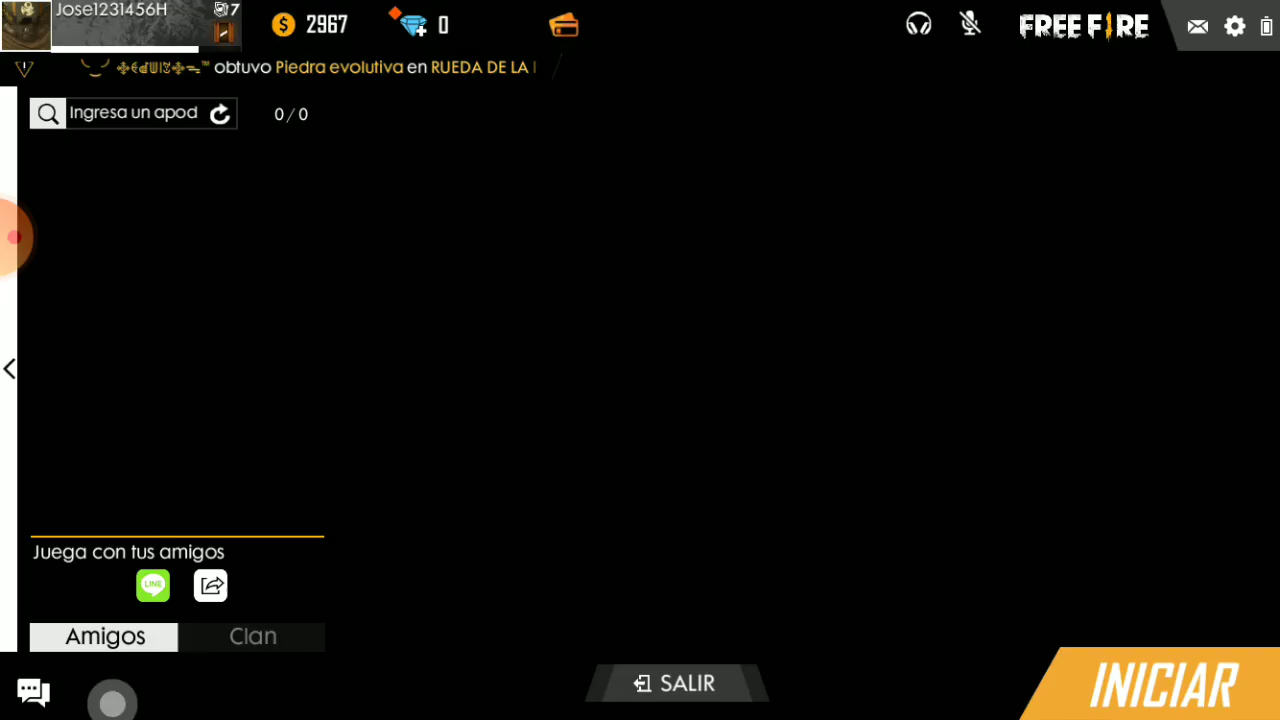 Jose1231456H
7
2967
0
FREE FIRE
obtuvo Piedra evolutiva en RUEDA DE LA
Ingresa un apod
0 / 0
Juega con tus amigos
LINE
Amigos
Clan
SALIR
INICIAR